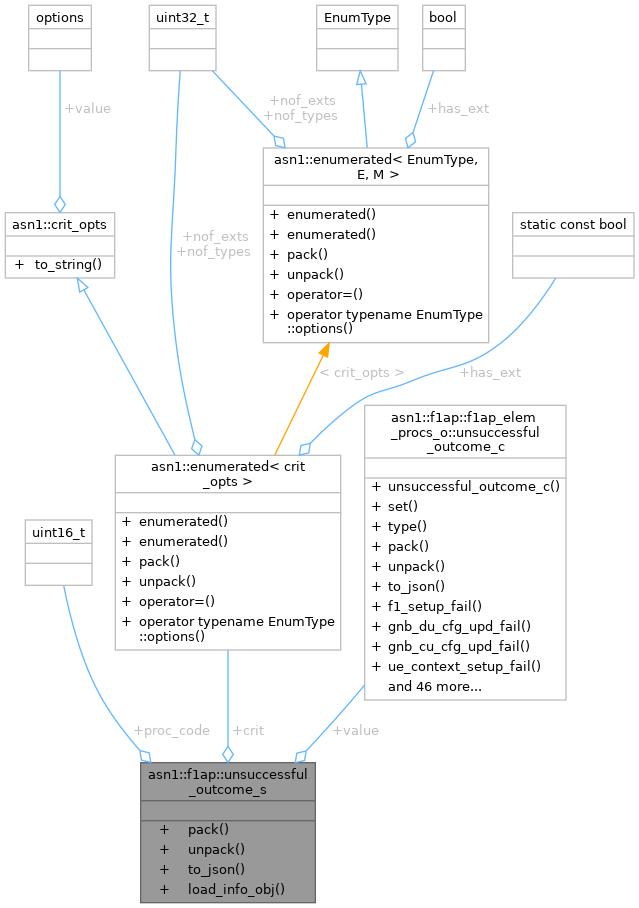 options
uint32_t
EnumType
bool
+value
+nof_exts
+nof_types
+has_ext
asn1::enumerated< EnumType,
E, M >
+ enumerated()
+ enumerated()
+ pack()
+ unpack()
+ operator=()
+ operator typename EnumType
::options()
asn1::crit_opts
+ to_string()
static const bool
+nof_exts
+nof_types
< crit_opts >
+has_ext
asn1::f1ap::f1ap_elem
_procs_o::unsuccessful
_outcome_c
+ unsuccessful_outcome_c()
+ set()
+ type()
+ pack()
+ unpack()
+ to_json()
+ f1_setup_fail()
+ gnb_du_cfg_upd_fail()
+ gnb_cu_cfg_upd_fail()
+ ue_context_setup_fail()
and 46 more...
asn1::enumerated< crit
_opts >
+ enumerated()
+ enumerated()
+ pack()
+ unpack()
+ operator=()
+ operator typename EnumType
::options()
uint16_t
+proc_code
+crit
+value
asn1::f1ap::unsuccessful
_outcome_s
+ pack()
+ unpack()
+ to_json()
+ load_info_obj()